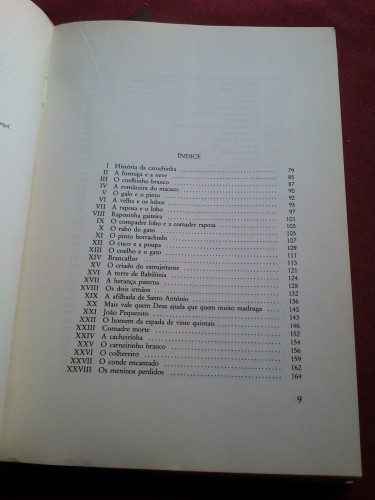 ÍNDICE
I História da carochinha 79
II A formiga e a neve 85
III O coelhinho branco 87
IV A romãzeira do macaco 90
V O galo e o pinto 92
VI A velha e os lobos 95
VII A raposa e o lobo 97
VIII Raposinha gaiteira 101
IX O compadre lobo e a comadre raposa 103
X O rabo do gato 105
XI O pinto borrachudo 107
XII O cuco e a poupa 109
XIII O coelho e o gato 111
XIV Brancaflor 113
XV O criado do estrujeitante 121
XVI A torre de Babilónia 124
XVII A herança paterna 128
XVIII Os dois irmãos 132
XIX A afilhada de Santo António 136
XX Mais vale quem Deus ajuda que quem muito madruga 140
XXI João Pequenito 143
XXII O homem da espada de vinte quintais 146
XXIII Comadre morte 152
XXIV A cacheirinha 154
XXV O carneirinho branco 156
XXVI O colhereiro 159
XXVII O conde encantado 162
XXVIII Os meninos perdidos 164
9